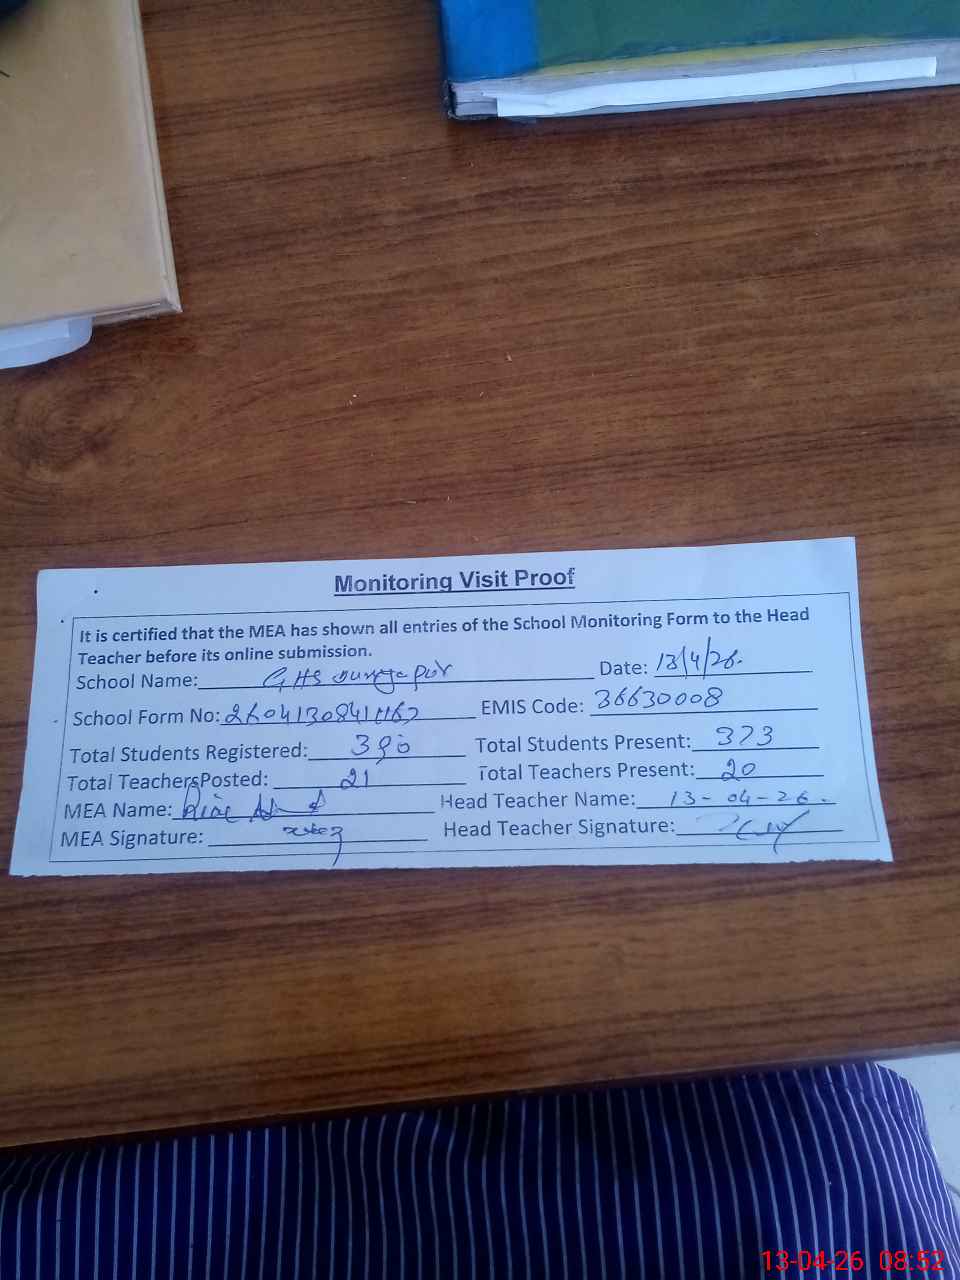 Monitoring Visit Proof
It is certified that the MEA has shown all entries of the School Monitoring Form to the Head
Teacher before its online submission.
School Name: GHS Date: 13/4/26.
School Form No: EMIS Code: 36630008
Total Students Registered: 390 Total Students Present: 373
Total Teachers Posted: 21 Total Teachers Present: 20
MEA Name: Head Teacher Name: 13-04-26.
MEA Signature: Head Teacher Signature:
13-04-26 08:52